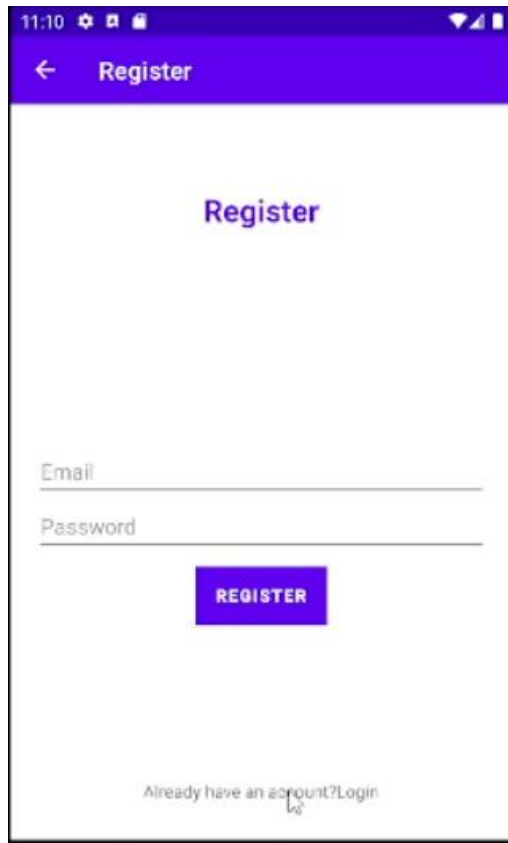 11:10
Register
Register
Email
Password
REGISTER
Already have an account?Login